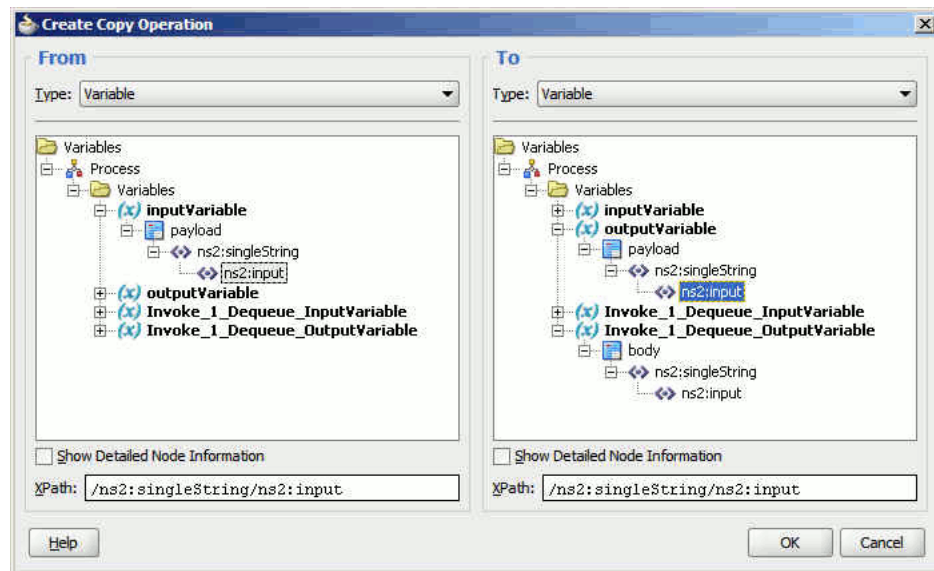 Create Copy Operation
From
Type: Variable
Variables
Process
Variables
(x) inputVariable
payload
ns2:singleString
ns2:input
(x) outputVariable
(x) Invoke_1_Dequeue_InputVariable
(x) Invoke_1_Dequeue_OutputVariable
Show Detailed Node Information
XPath: /ns2:singleString/ns2:input
To
Type: Variable
Variables
Process
Variables
(x) inputVariable
(x) outputVariable
payload
ns2:singleString
ns2:input
(x) Invoke_1_Dequeue_InputVariable
(x) Invoke_1_Dequeue_OutputVariable
body
ns2:singleString
ns2:input
Show Detailed Node Information
XPath: /ns2:singleString/ns2:input
Help
OK
Cancel